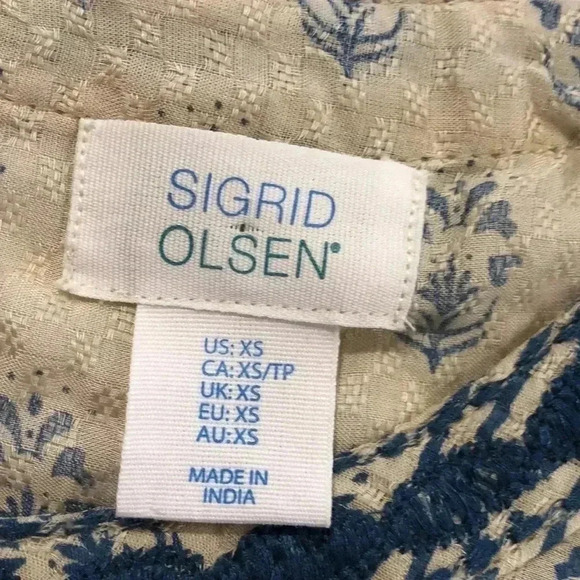 SIGRID
OLSEN®
US: XS
CA: XS/TP
UK: XS
EU: XS
AU:XS
MADE IN
INDIA